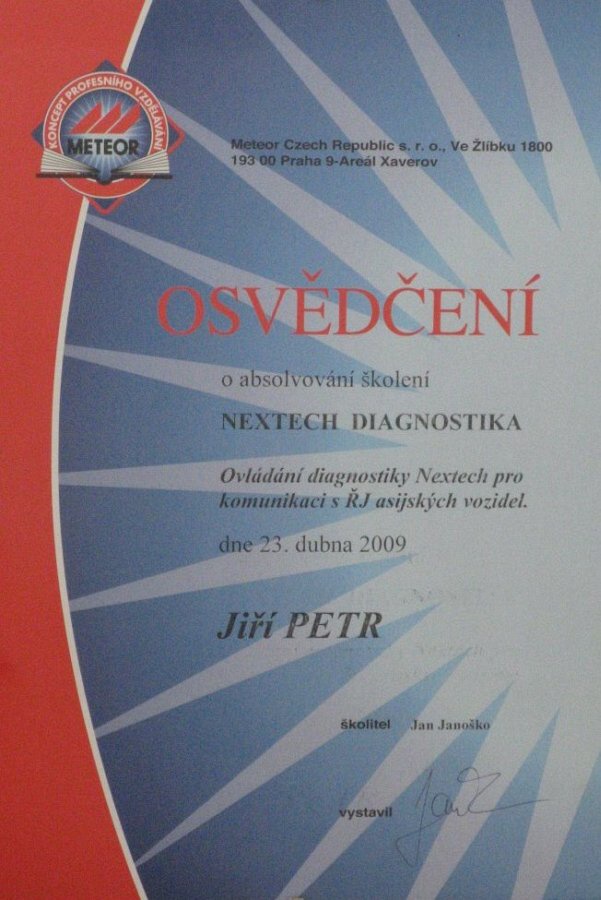 KONCEPT PROFESNÍHO VZDĚLÁVÁNÍ
METEOR
Meteor Czech Republic s. r. o., Ve Žlíbku 1800
193 00 Praha 9-Areál Xaverov
OSVĚDČENÍ
o absolvování školení
NEXTECH DIAGNOSTIKA
Ovládání diagnostiky Nextech pro
komunikaci s ŘJ asijských vozidel.
dne 23. dubna 2009
Jiří PETR
školitel Jan Janoško
vystavil